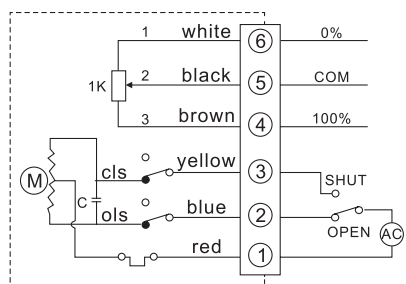 1 white 6 0%
1K 2 black 5 COM
3 brown 4 100%
cls yellow 3 SHUT
M C
ols blue 2 OPEN AC
red 1